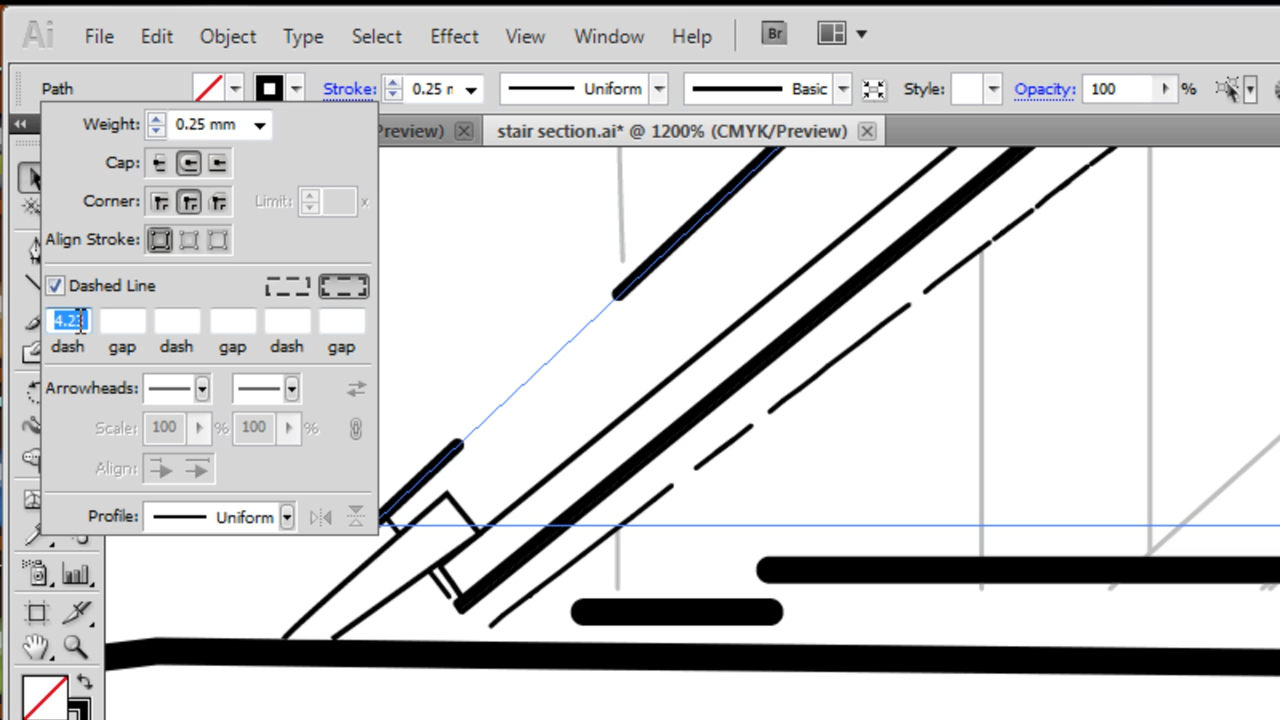 Ai File Edit Object Type Select Effect View Window Help Br
Path Stroke: 0.25 Uniform Basic Style: Opacity: 100 %
Preview) stair section.ai* @ 1200% (CMYK/Preview)
Weight: 0.25 mm
Cap:
Corner: Limit: x
Align Stroke:
Dashed Line
dash gap dash gap dash gap
Arrowheads:
Scale: 100 % 100 %
Align:
Profile: Uniform